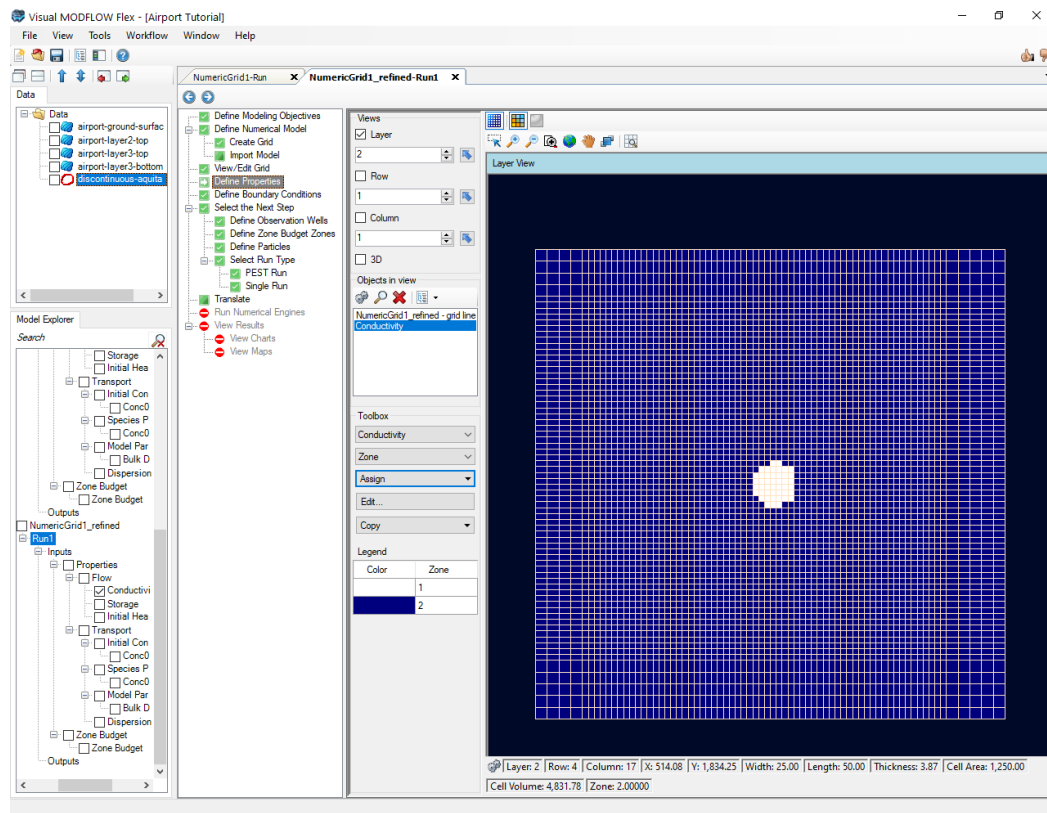 Visual MODFLOW Flex - [Airport Tutorial]
File View Tools Workflow Window Help
NumericGrid1-Run
NumericGrid1_refined-Run1
Data
Data
airport-ground-surfac
airport-layer2-top
airport-layer3-top
airport-layer3-bottom
discontinuous-aquita
Model Explorer
Search
Storage
Initial Hea
Transport
Initial Con
Conc0
Species P
Conc0
Model Par
Bulk D
Dispersion
Zone Budget
Zone Budget
Outputs
NumericGrid1_refined
Run1
Inputs
Properties
Flow
Conductivi
Storage
Initial Hea
Transport
Initial Con
Conc0
Species P
Conc0
Model Par
Bulk D
Dispersion
Zone Budget
Zone Budget
Outputs
Define Modeling Objectives
Define Numerical Model
Create Grid
Import Model
View/Edit Grid
Define Properties
Define Boundary Conditions
Select the Next Step
Define Observation Wells
Define Zone Budget Zones
Define Particles
Select Run Type
PEST Run
Single Run
Translate
Run Numerical Engines
View Results
View Charts
View Maps
Views
Layer
2
Row
1
Column
1
3D
Objects in view
NumericGrid1_refined - grid line
Conductivity
Toolbox
Conductivity
Zone
Assign
Edit...
Copy
Legend
Color Zone
1
2
Layer View
Layer: 2 Row: 4 Column: 17 X: 514.08 Y: 1,834.25 Width: 25.00 Length: 50.00 Thickness: 3.87 Cell Area: 1,250.00
Cell Volume: 4,831.78 Zone: 2.00000